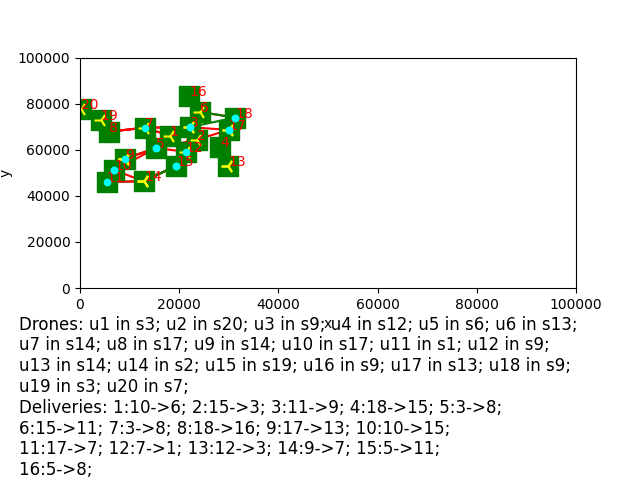 100000
80000
60000
40000
20000
0
y
16
18
20
19
13
0
20000
40000
60000
80000
100000
x
Drones: u1 in s3; u2 in s20; u3 in s9; u4 in s12; u5 in s6; u6 in s13;
u7 in s14; u8 in s17; u9 in s14; u10 in s17; u11 in s1; u12 in s9;
u13 in s14; u14 in s2; u15 in s19; u16 in s9; u17 in s13; u18 in s9;
u19 in s3; u20 in s7;
Deliveries: 1:10->6; 2:15->3; 3:11->9; 4:18->15; 5:3->8;
6:15->11; 7:3->8; 8:18->16; 9:17->13; 10:10->15;
11:17->7; 12:7->1; 13:12->3; 14:9->7; 15:5->11;
16:5->8;